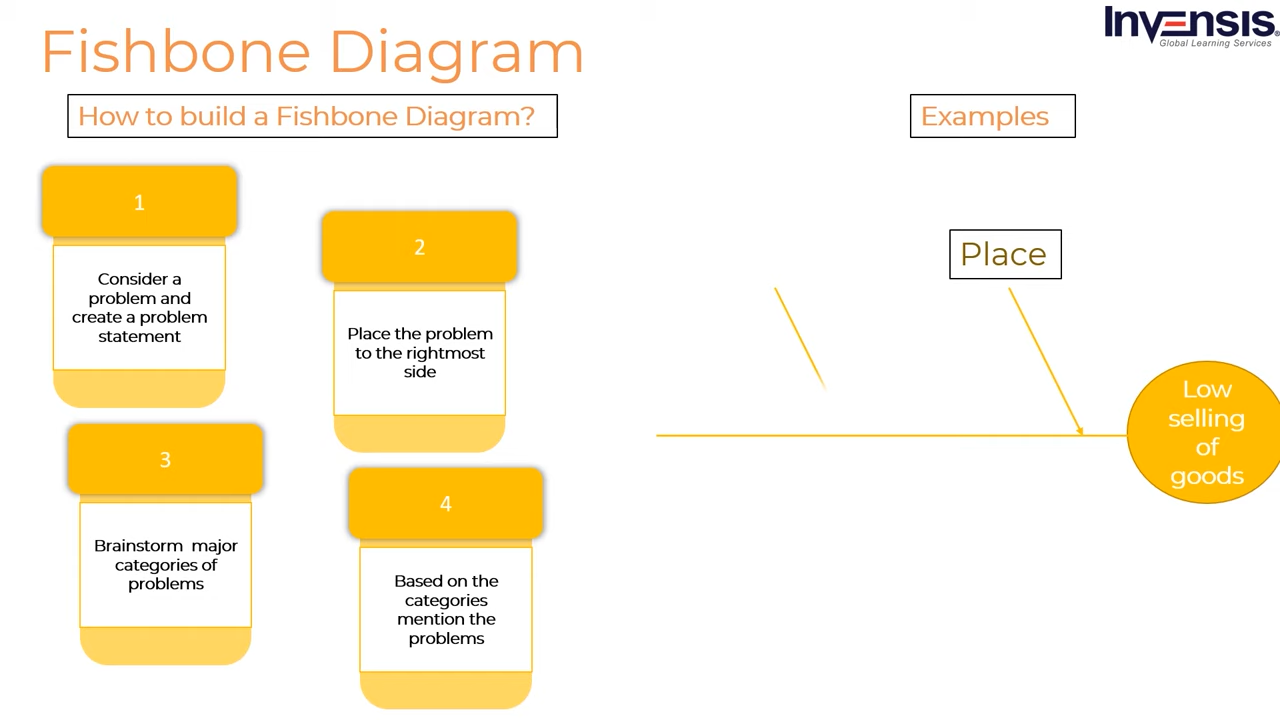 Invensis®
Global Learning Services
Fishbone Diagram
How to build a Fishbone Diagram?
Examples
1
Consider a
problem and
create a problem
statement
2
Place the problem
to the rightmost
side
3
Brainstorm major
categories of
problems
4
Based on the
categories
mention the
problems
Place
Low
selling
of
goods